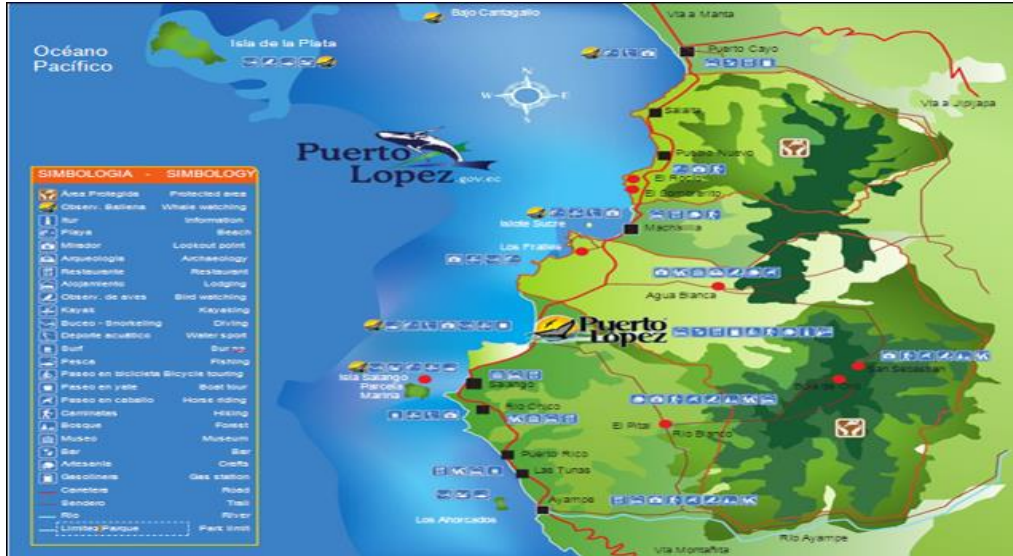 Bajo Cantagallo
Vía a Manta
Océano
Pacífico
Isla de la Plata
Puerto Cayo
N
W
E
S
Vía a Jipijapa
Salaite
Puerto
Lopez.gov.ec
Pueblo Nuevo
SIMBOLOGIA - SIMBOLOGY
Área Protegida Protected area
Observ. Ballena Whale watching
Itur Information
Playa Beach
Mirador Lookout point
Arqueología Archaeology
Restaurante Restaurant
Alojamiento Lodging
Observ. de aves Bird watching
Kayak Kayaking
Buceo - Snorkeling Diving
Deporte acuático Water sport
Surf
Pesca Fishing
Paseo en bicicleta Bicycle touring
Paseo en yate Boat tour
Paseo en caballo Horse riding
Caminatas Hiking
Bosque Forest
Museo Museum
Bar Bar
Artesanía Crafts
Gasolinera Gas station
Carretera Road
Sendero Trail
Río River
Límites Parque Park limit
El Sombrerito
Islote Sucre
Machalilla
Los Frailes
Agua Blanca
Puerto
Lopez
San Sebastian
Isla Salango
Parcela
Marina
Salango
Río Chico
El Pital
Río Blanco
Puerto Rico
Las Tunas
Ayampe
Los Ahorcados
Río Ayampe
Vía Montañita